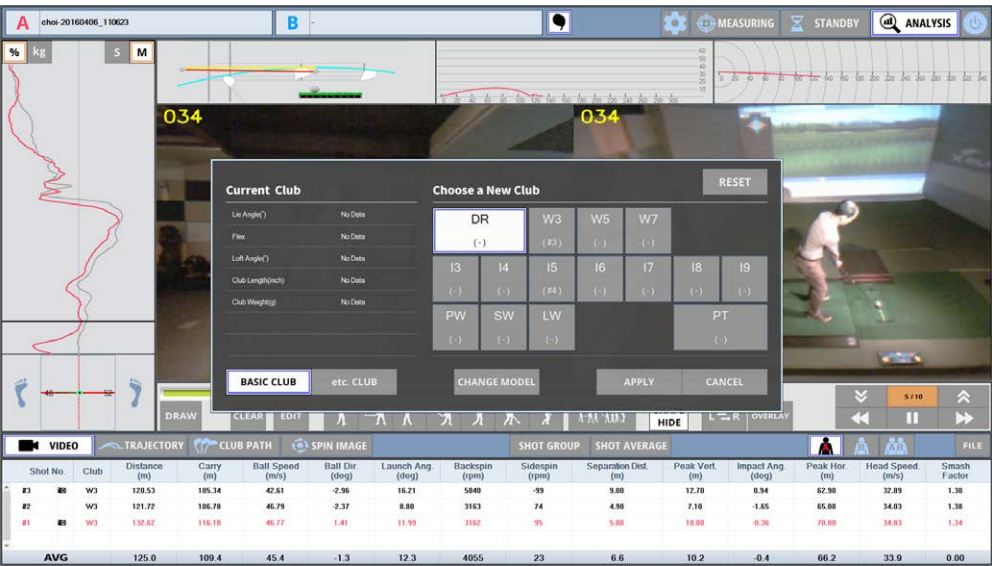 A choi-20160406_110623 B - MEASURING STANDBY ANALYSIS
% kg S M
034 034
Current Club Choose a New Club RESET
Lie Angle(°) No Data
Flex No Data
Loft Angle(°) No Data
Club Length(inch) No Data
Club Weight(g) No Data
DR W3 W5 W7
(-) (#3) (-) (-)
I3 I4 I5 I6 I7 I8 I9
(-) (-) (#4) (-) (-) (-) (-)
PW SW LW PT
(-) (-) (-) (-)
BASIC CLUB etc. CLUB CHANGE MODEL APPLY CANCEL
48 52
5 / 10
DRAW CLEAR EDIT HIDE L R OVERLAY
VIDEO TRAJECTORY CLUB PATH SPIN IMAGE SHOT GROUP SHOT AVERAGE A B AB FILE
Shot No. Club Distance (m) Carry (m) Ball Speed (m/s) Ball Dir. (deg) Launch Ang. (deg) Backspin (rpm) Sidespin (rpm) Separation Dist. (m) Peak Vert. (m) Impact Ang. (deg) Peak Hor. (m) Head Speed. (m/s) Smash Factor
#3 W3 120.53 105.34 42.61 -2.96 16.21 5840 -99 9.80 12.70 0.94 62.90 32.89 1.30
#2 W3 121.72 106.78 46.79 -2.37 8.80 3163 74 4.90 7.10 -1.65 65.80 34.03 1.38
#1 W3 132.62 116.18 46.77 1.41 11.99 3162 95 5.80 10.80 -0.36 70.80 34.83 1.34
AVG 125.0 109.4 45.4 -1.3 12.3 4055 23 6.6 10.2 -0.4 66.2 33.9 0.00